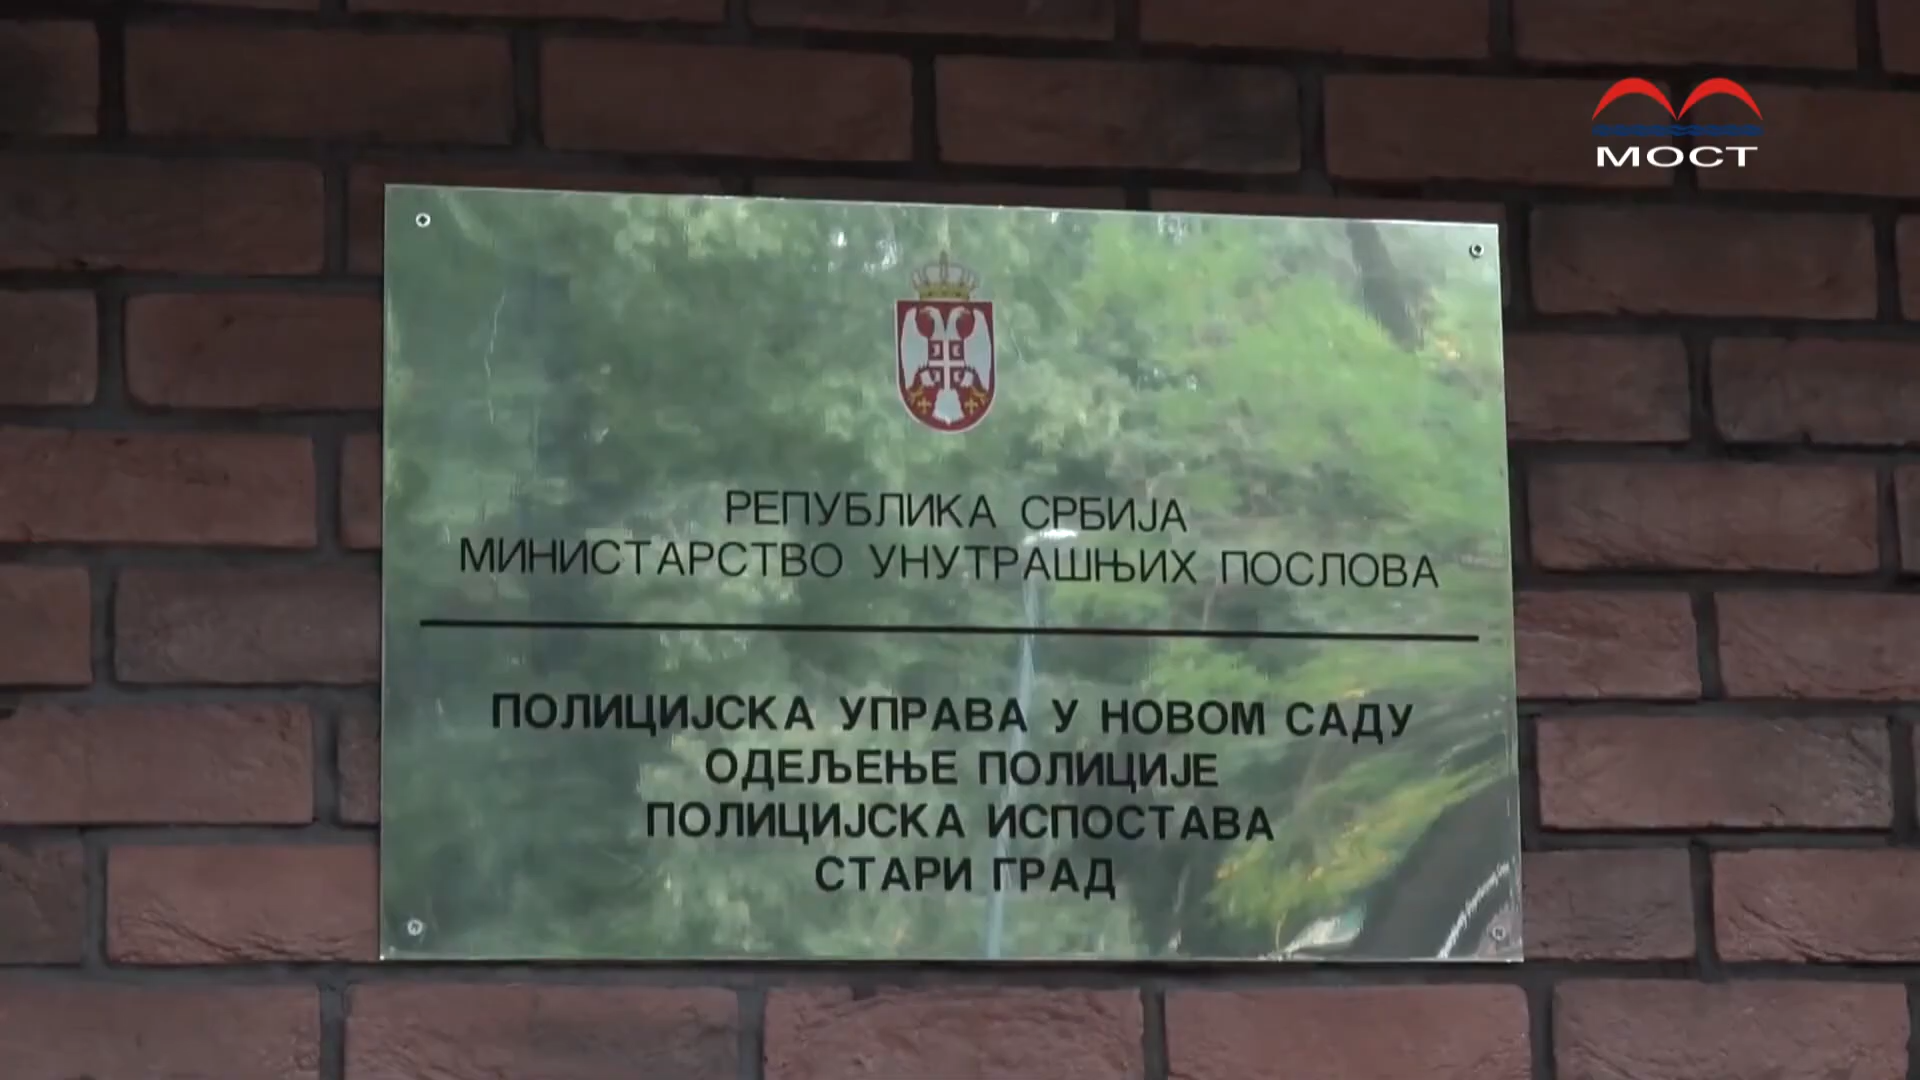 МОСТ
РЕПУБЛИКА СРБИЈА
МИНИСТАРСТВО УНУТРАШЊИХ ПОСЛОВА
ПОЛИЦИЈСКА УПРАВА У НОВОМ САДУ
ОДЕЉЕЊЕ ПОЛИЦИЈЕ
ПОЛИЦИЈСКА ИСПОСТАВА
СТАРИ ГРАД